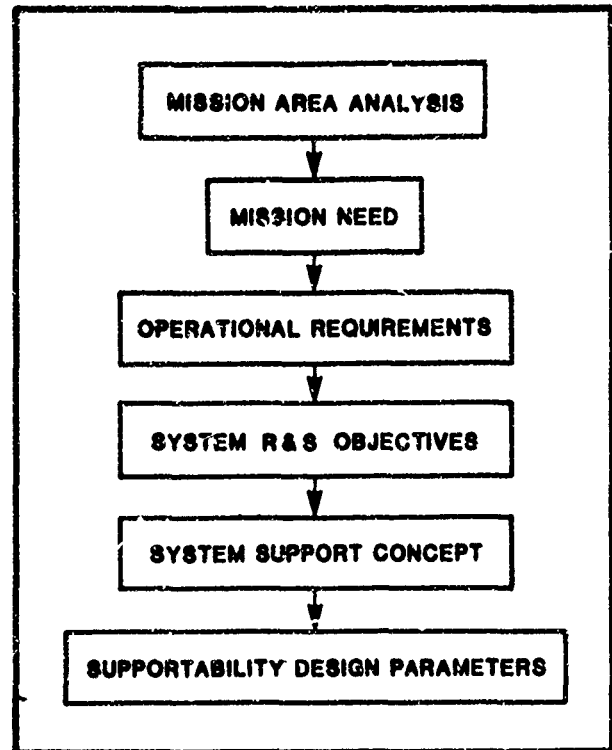 MISSION AREA ANALYSIS
MISSION NEED
OPERATIONAL REQUIREMENTS
SYSTEM R & S OBJECTIVES
SYSTEM SUPPORT CONCEPT
SUPPORTABILITY DESIGN PARAMETERS